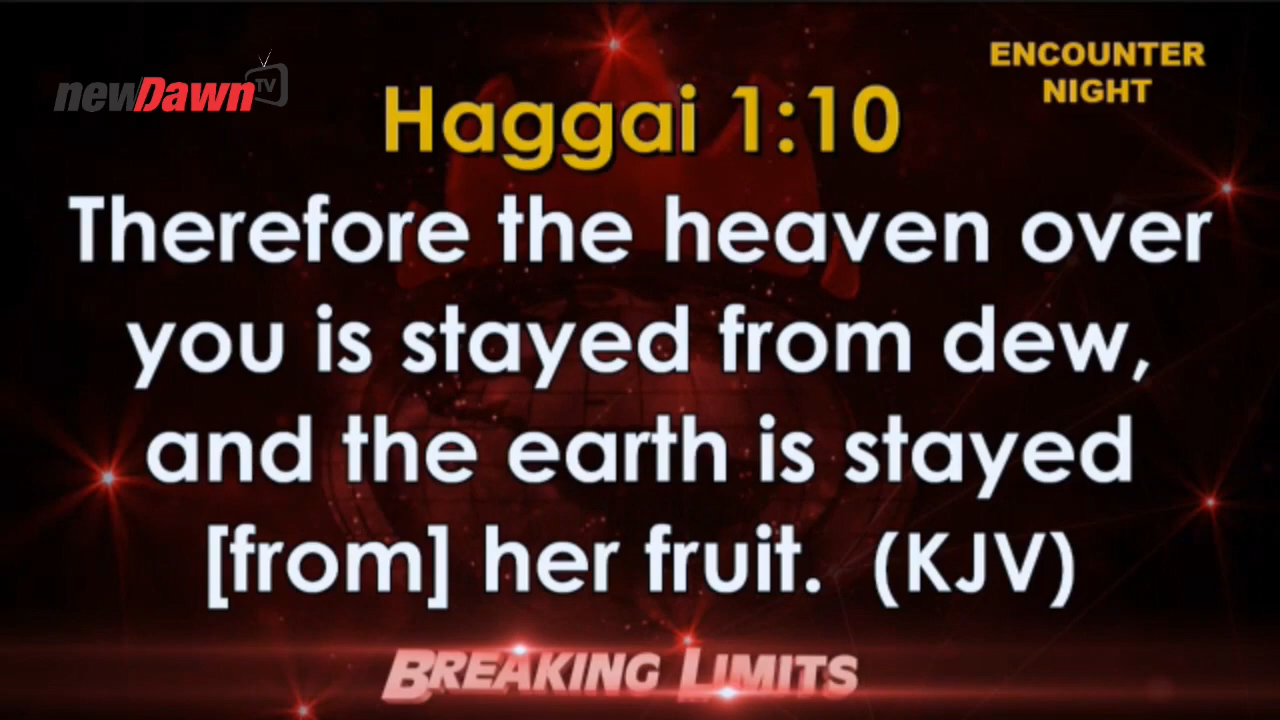 newDawn TV
ENCOUNTER
NIGHT
Haggai 1:10
Therefore the heaven over
you is stayed from dew,
and the earth is stayed
[from] her fruit. (KJV)
BREAKING LIMITS